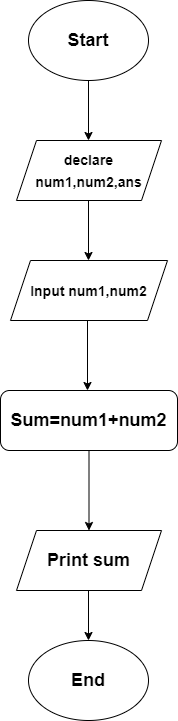 Start
declare
num1,num2,ans
Input num1,num2
Sum=num1+num2
Print sum
End